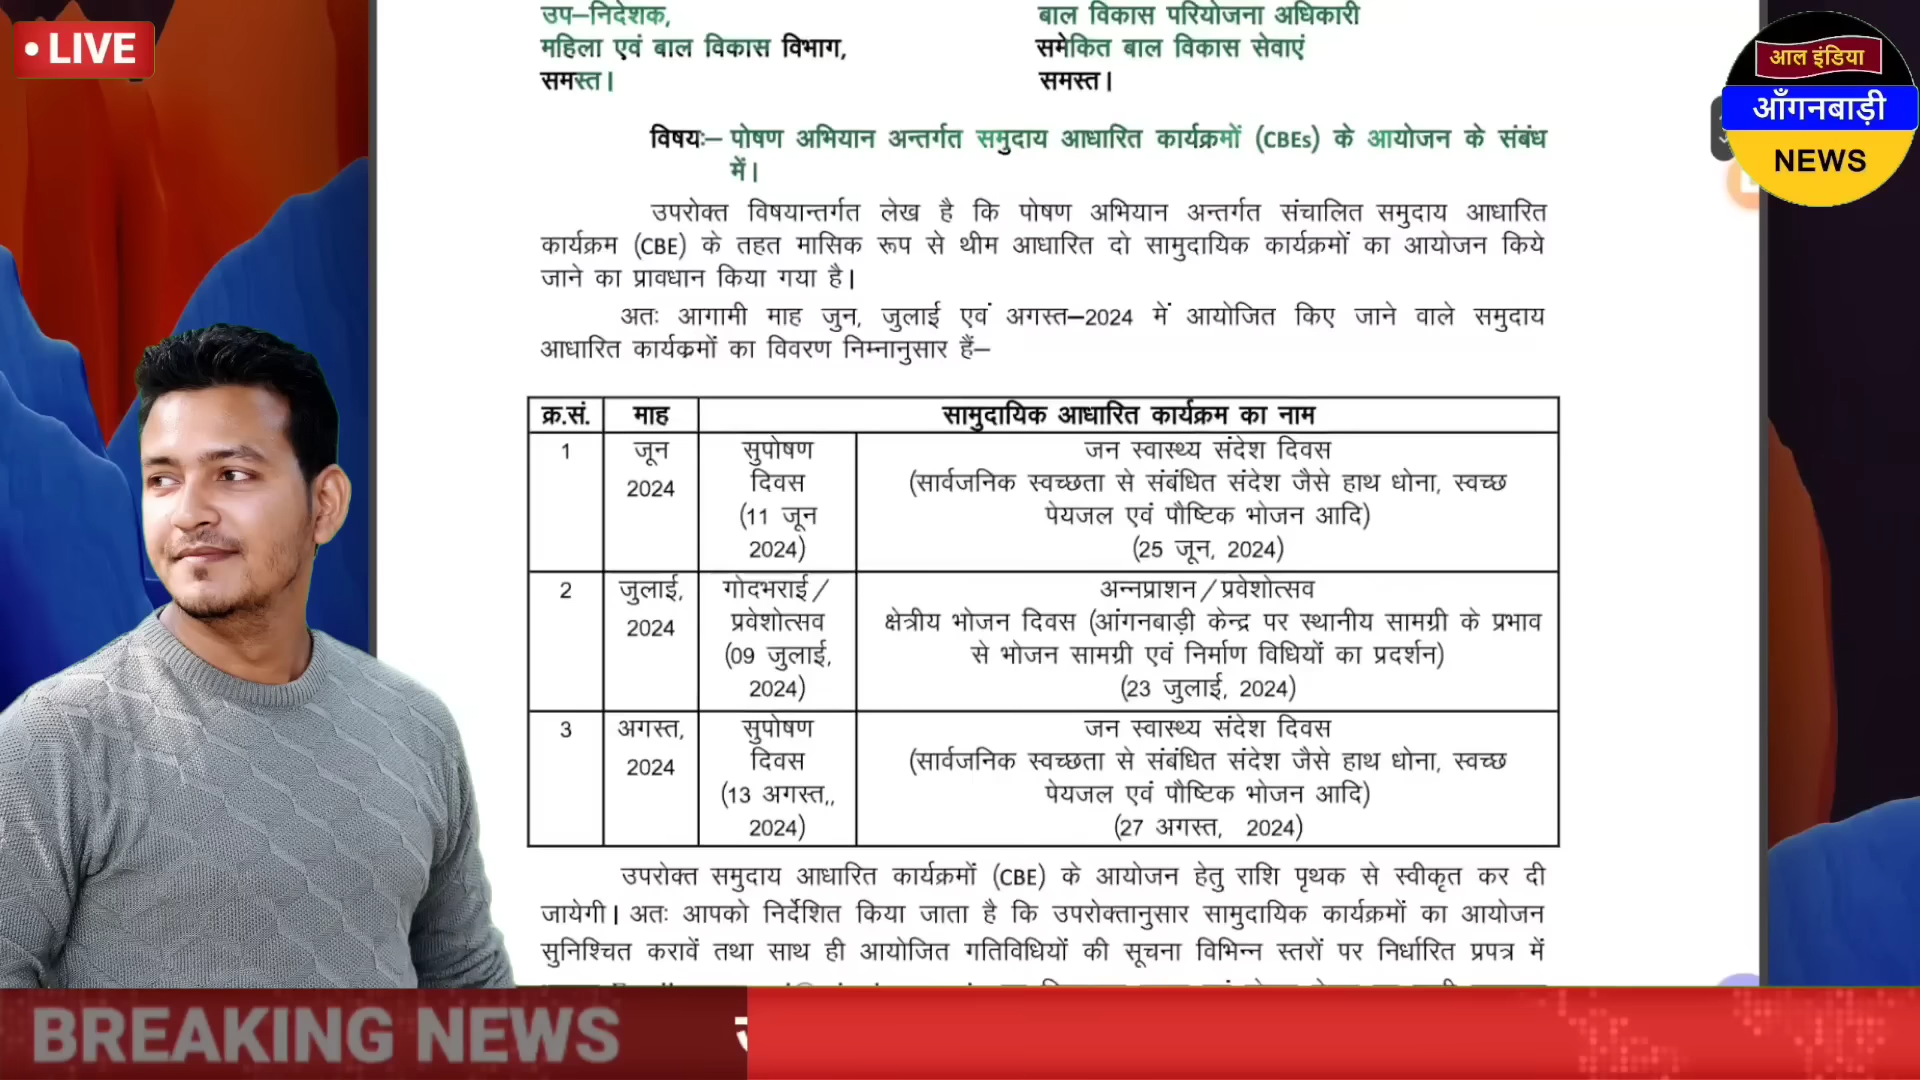 • LIVE
उप–निदेशक,
महिला एवं बाल विकास विभाग,
समस्त।
बाल विकास परियोजना अधिकारी
समेकित बाल विकास सेवाएं
समस्त।
आल इंडिया
आँगनबाड़ी
NEWS
विषयः– पोषण अभियान अन्तर्गत समुदाय आधारित कार्यक्रमों (CBEs) के आयोजन के संबंध
में।
उपरोक्त विषयान्तर्गत लेख है कि पोषण अभियान अन्तर्गत संचालित समुदाय आधारित
कार्यक्रम (CBE) के तहत मासिक रूप से थीम आधारित दो सामुदायिक कार्यक्रमों का आयोजन किये
जाने का प्रावधान किया गया है।
अतः आगामी माह जुन, जुलाई एवं अगस्त–2024 में आयोजित किए जाने वाले समुदाय
आधारित कार्यक्रमों का विवरण निम्नानुसार हैं–
क्र.सं. माह सामुदायिक आधारित कार्यक्रम का नाम
1
जून
2024
सुपोषण
दिवस
(11 जून
2024)
जन स्वास्थ्य संदेश दिवस
(सार्वजनिक स्वच्छता से संबंधित संदेश जैसे हाथ धोना, स्वच्छ
पेयजल एवं पौष्टिक भोजन आदि)
(25 जून, 2024)
2
जुलाई,
2024
गोदभराई/
प्रवेशोत्सव
(09 जुलाई,
2024)
अन्नप्राशन/प्रवेशोत्सव
क्षेत्रीय भोजन दिवस (आंगनबाड़ी केन्द्र पर स्थानीय सामग्री के प्रभाव
से भोजन सामग्री एवं निर्माण विधियों का प्रदर्शन)
(23 जुलाई, 2024)
3
अगस्त,
2024
सुपोषण
दिवस
(13 अगस्त,,
2024)
जन स्वास्थ्य संदेश दिवस
(सार्वजनिक स्वच्छता से संबंधित संदेश जैसे हाथ धोना, स्वच्छ
पेयजल एवं पौष्टिक भोजन आदि)
(27 अगस्त, 2024)
उपरोक्त समुदाय आधारित कार्यक्रमों (CBE) के आयोजन हेतु राशि पृथक से स्वीकृत कर दी
जायेगी। अतः आपको निर्देशित किया जाता है कि उपरोक्तानुसार सामुदायिक कार्यक्रमों का आयोजन
सुनिश्चित करावें तथा साथ ही आयोजित गतिविधियों की सूचना विभिन्न स्तरों पर निर्धारित प्रपत्र में
BREAKING NEWS